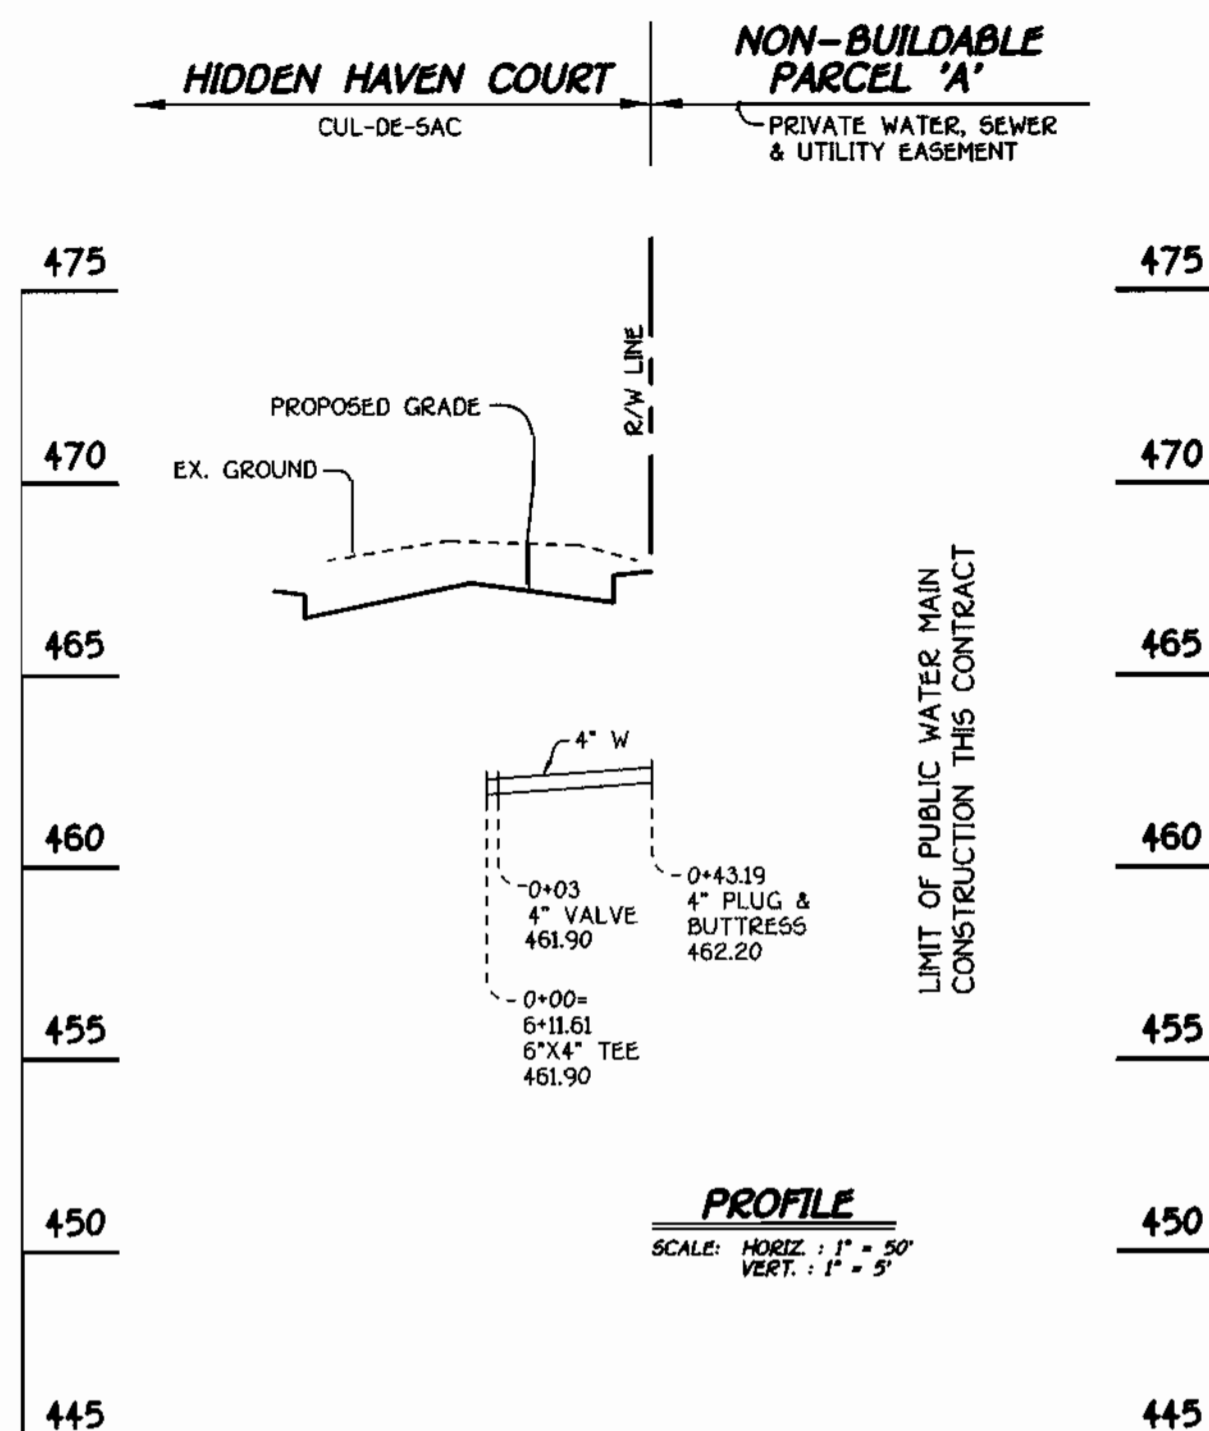 HIDDEN HAVEN COURT
CUL-DE-SAC
NON-BUILDABLE
PARCEL 'A'
PRIVATE WATER, SEWER
& UTILITY EASEMENT
475
475
R/W LINE
PROPOSED GRADE
470
470
EX. GROUND
465
465
LIMIT OF PUBLIC WATER MAIN
CONSTRUCTION THIS CONTRACT
4" W
460
460
0+03
4" VALVE
461.90
0+43.19
4" PLUG &
BUTTRESS
462.20
0+00=
6+11.61
6"X4" TEE
461.90
455
455
PROFILE
SCALE: HORIZ. : 1" = 50'
VERT. : 1" = 5'
450
450
445
445